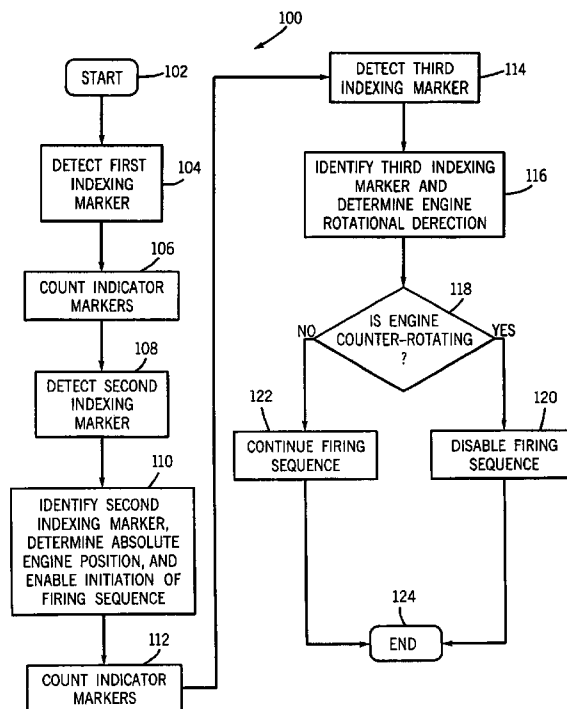 100
START
102
DETECT FIRST
INDEXING
MARKER
104
106
COUNT INDICATOR
MARKERS
108
DETECT SECOND
INDEXING
MARKER
110
IDENTIFY SECOND
INDEXING MARKER,
DETERMINE ABSOLUTE
ENGINE POSITION, AND
ENABLE INITIATION OF
FIRING SEQUENCE
112
COUNT INDICATOR
MARKERS
DETECT THIRD
INDEXING MARKER
114
IDENTIFY THIRD INDEXING
MARKER AND
DETERMINE ENGINE
ROTATIONAL DERECTION
116
118
IS ENGINE
COUNTER-ROTATING
?
NO
YES
122
CONTINUE FIRING
SEQUENCE
120
DISABLE FIRING
SEQUENCE
124
END